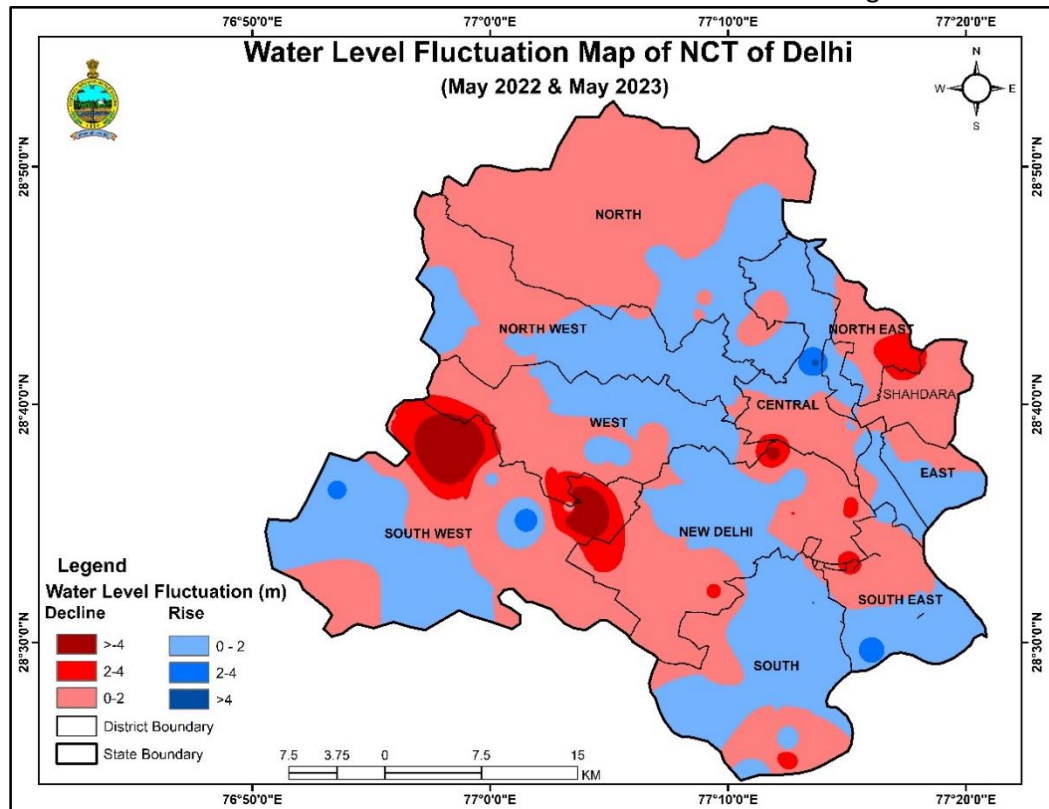 76°50'0"E 77°0'0"E 77°10'0"E 77°20'0"E
Water Level Fluctuation Map of NCT of Delhi
(May 2022 & May 2023)
N
W E
S
28°50'0"N 28°50'0"N
NORTH
NORTH WEST
NORTH EAST
SHAHDARA
28°40'0"N 28°40'0"N
CENTRAL
WEST
EAST
SOUTH WEST
NEW DELHI
SOUTH EAST
SOUTH
28°30'0"N 28°30'0"N
Legend
Water Level Fluctuation (m)
Decline Rise
>-4 0 - 2
2-4 2-4
0-2 >4
District Boundary
State Boundary
7.5 3.75 0 7.5 15
KM
76°50'0"E 77°0'0"E 77°10'0"E 77°20'0"E